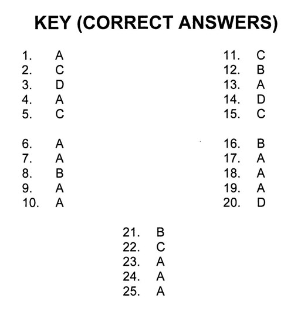 KEY (CORRECT ANSWERS)
1. A
2. C
3. D
4. A
5. C
6. A
7. A
8. B
9. A
10. A
11. C
12. B
13. A
14. D
15. C
16. B
17. A
18. A
19. A
20. D
21. B
22. C
23. A
24. A
25. A